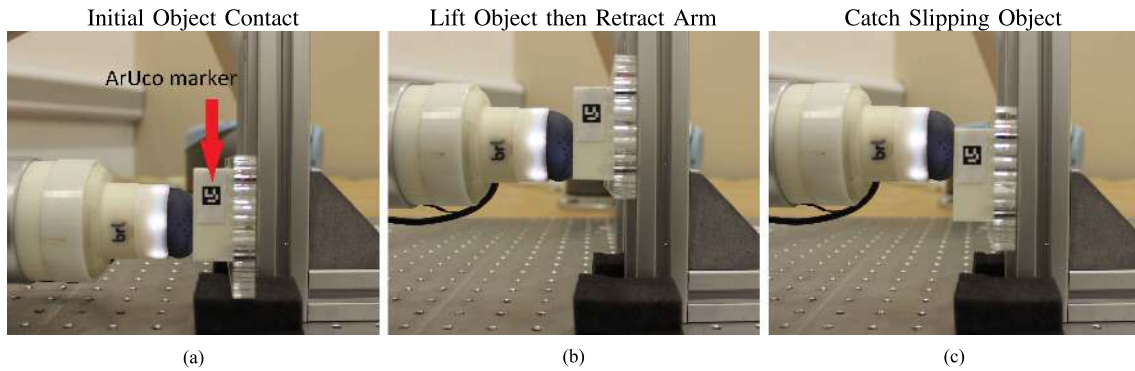 Initial Object Contact
Lift Object then Retract Arm
Catch Slipping Object
ArUco marker
brl
brl
brl
(a)
(b)
(c)